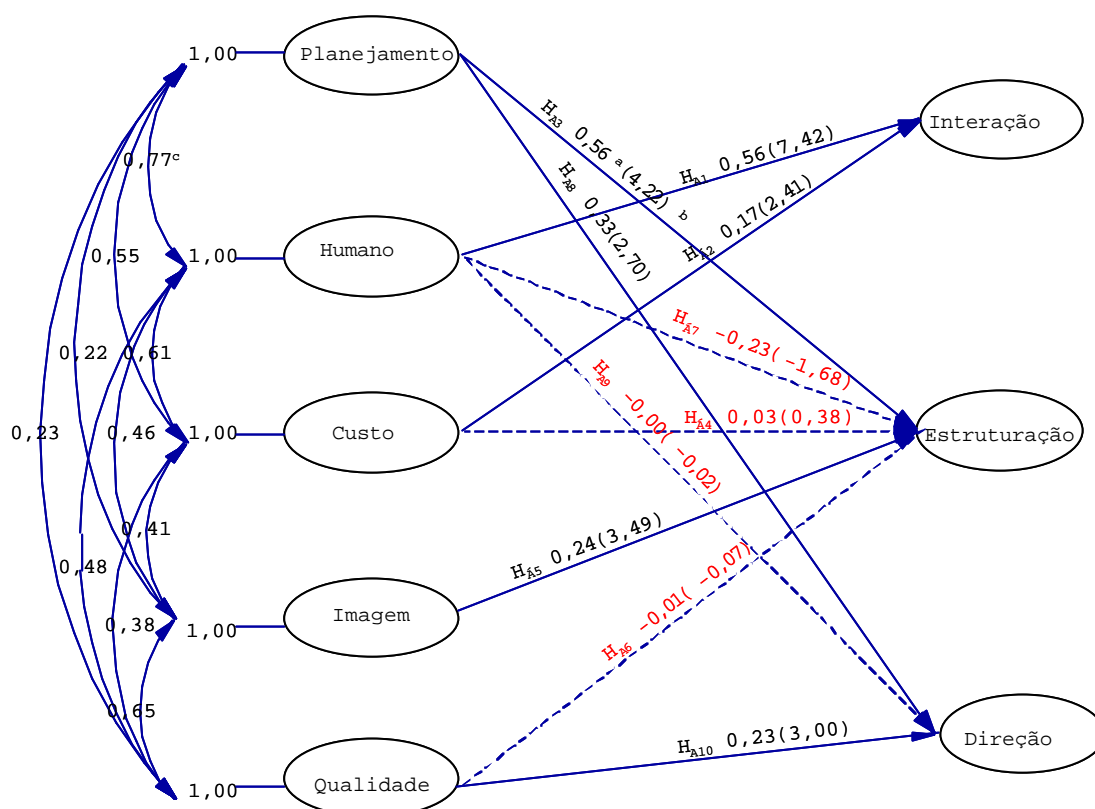 1,00
Planejamento
Interação
H_A3 0,56 ᵃ(4,22) ᵇ
H_A8 0,33(2,70)
H_A1 0,56(7,42)
H_Á2 0,17(2,41)
0,77ᶜ
1,00
Humano
0,55
H_Á7 -0,23( -1,68)
H_A9 -0,00( -0,02)
0,22
0,61
0,23
0,46
1,00
Custo
H_Á4 0,03(0,38)
Estruturação
0,41
H_Á5 0,24(3,49)
0,48
H_A6 -0,01( -0,07)
0,38
1,00
Imagem
0,65
H_A10 0,23(3,00)
Direção
1,00
Qualidade